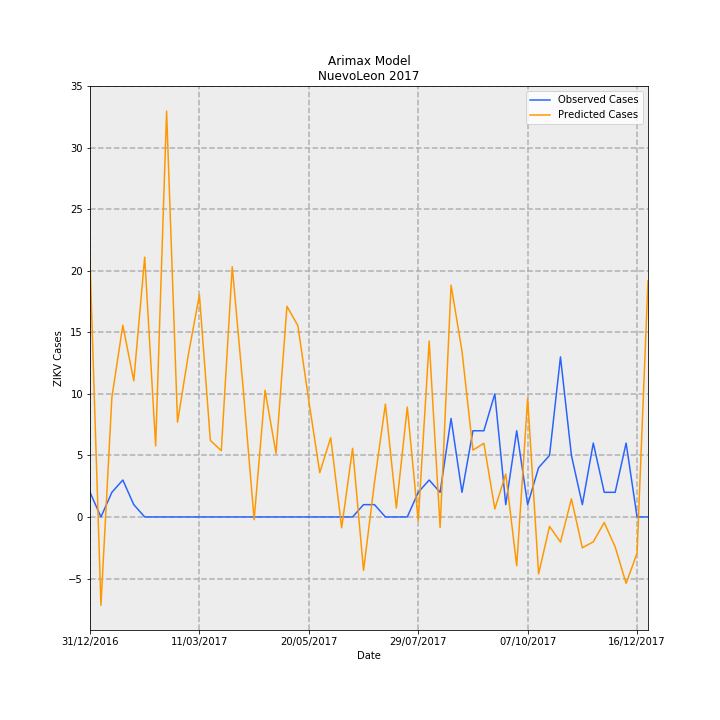 Arimax Model
NuevoLeon 2017
Observed Cases
Predicted Cases
ZIKV Cases
35
30
25
20
15
10
5
0
−5
31/12/2016
11/03/2017
20/05/2017
29/07/2017
07/10/2017
16/12/2017
Date